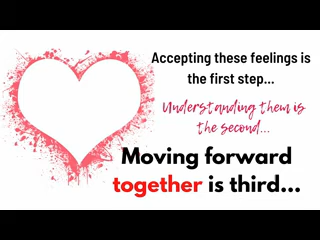 Accepting these feelings is
the first step...
Understanding them is
the second...
Moving forward
together is third...